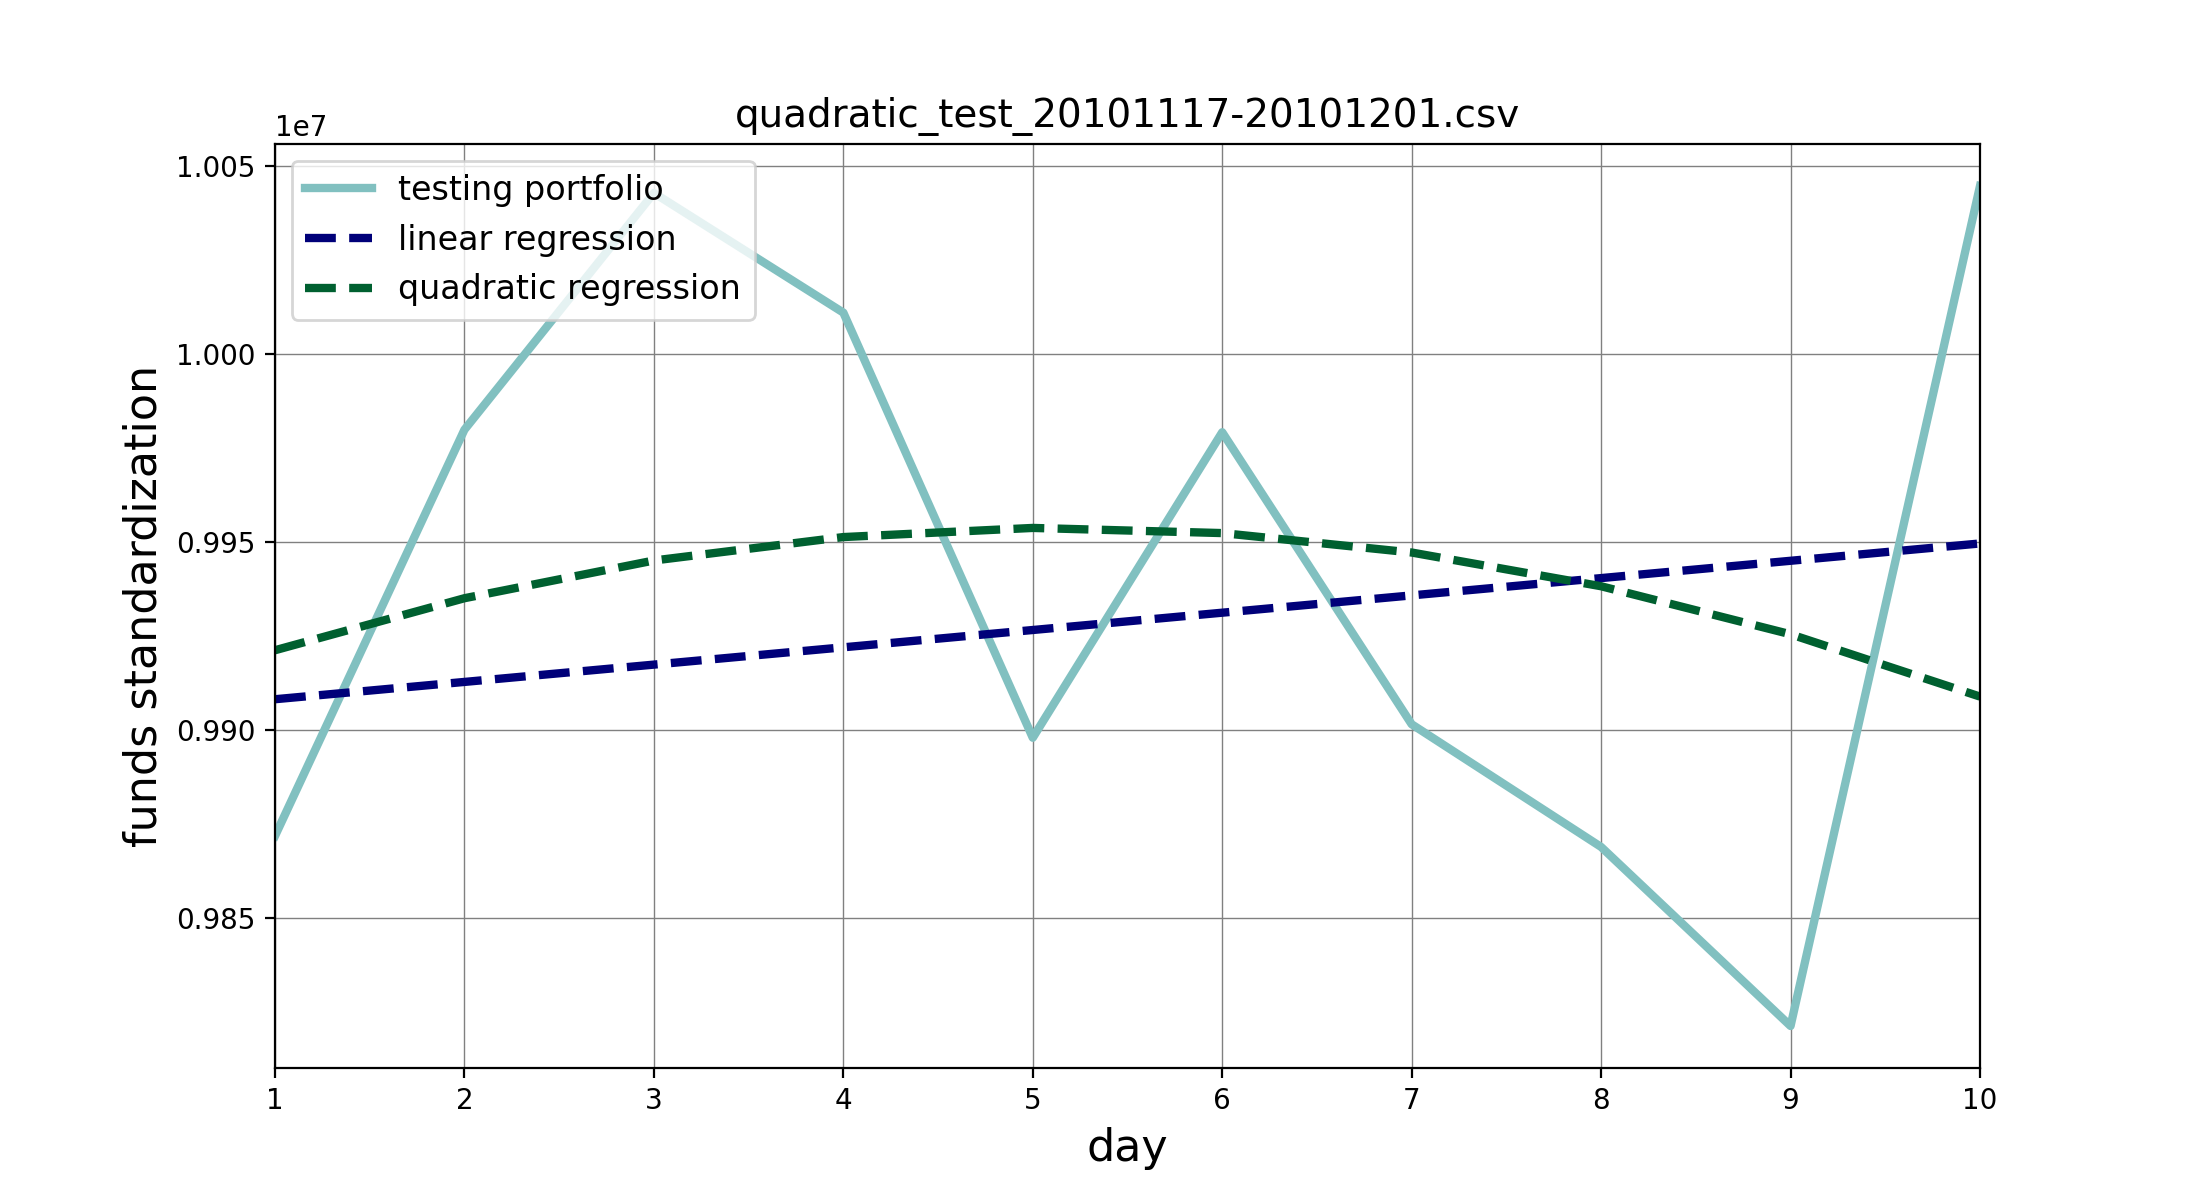 quadratic_test_20101117-20101201.csv
1e7
testing portfolio
linear regression
quadratic regression
1.005
1.000
0.995
0.990
0.985
funds standardization
1 2 3 4 5 6 7 8 9 10
day